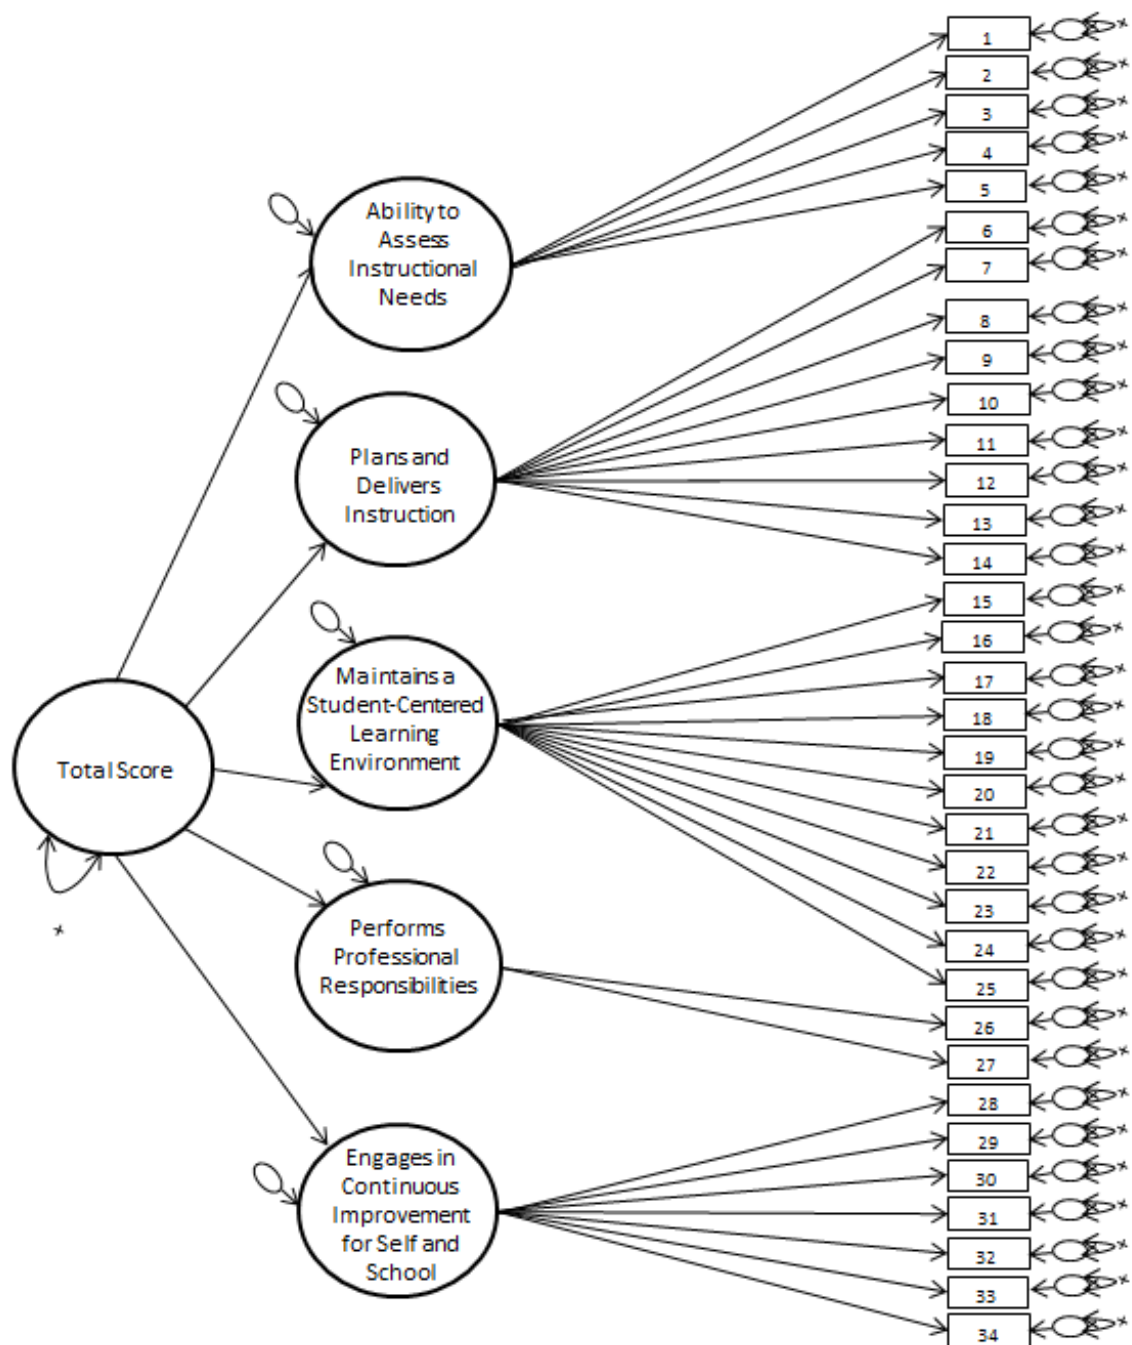 1
2
3
4
5
6
7
8
9
10
11
12
13
14
15
16
17
18
19
20
21
22
23
24
25
26
27
28
29
30
31
32
33
34
Ability to
Assess
Instructional
Needs
Plans and
Delivers
Instruction
Maintains a
Student-Centered
Learning
Environment
Total Score
Performs
Professional
Responsibilities
Engages in
Continuous
Improvement
for Self and
School